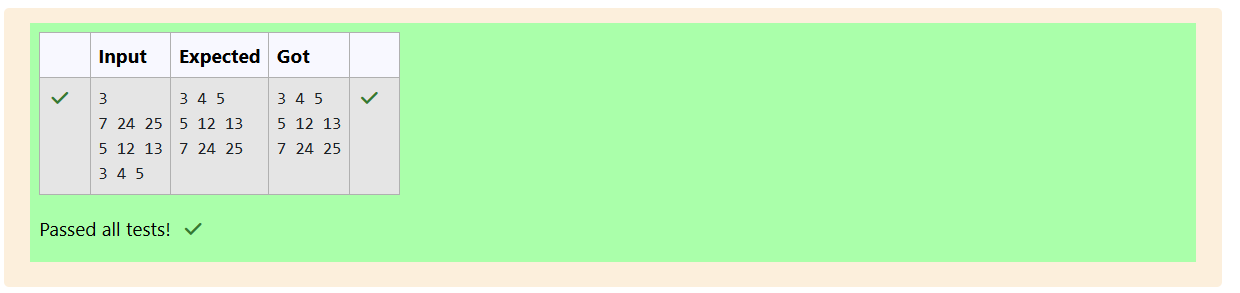 Input Expected Got
3 3 4 5 3 4 5
7 24 25 5 12 13 5 12 13
5 12 13 7 24 25 7 24 25
3 4 5
Passed all tests!